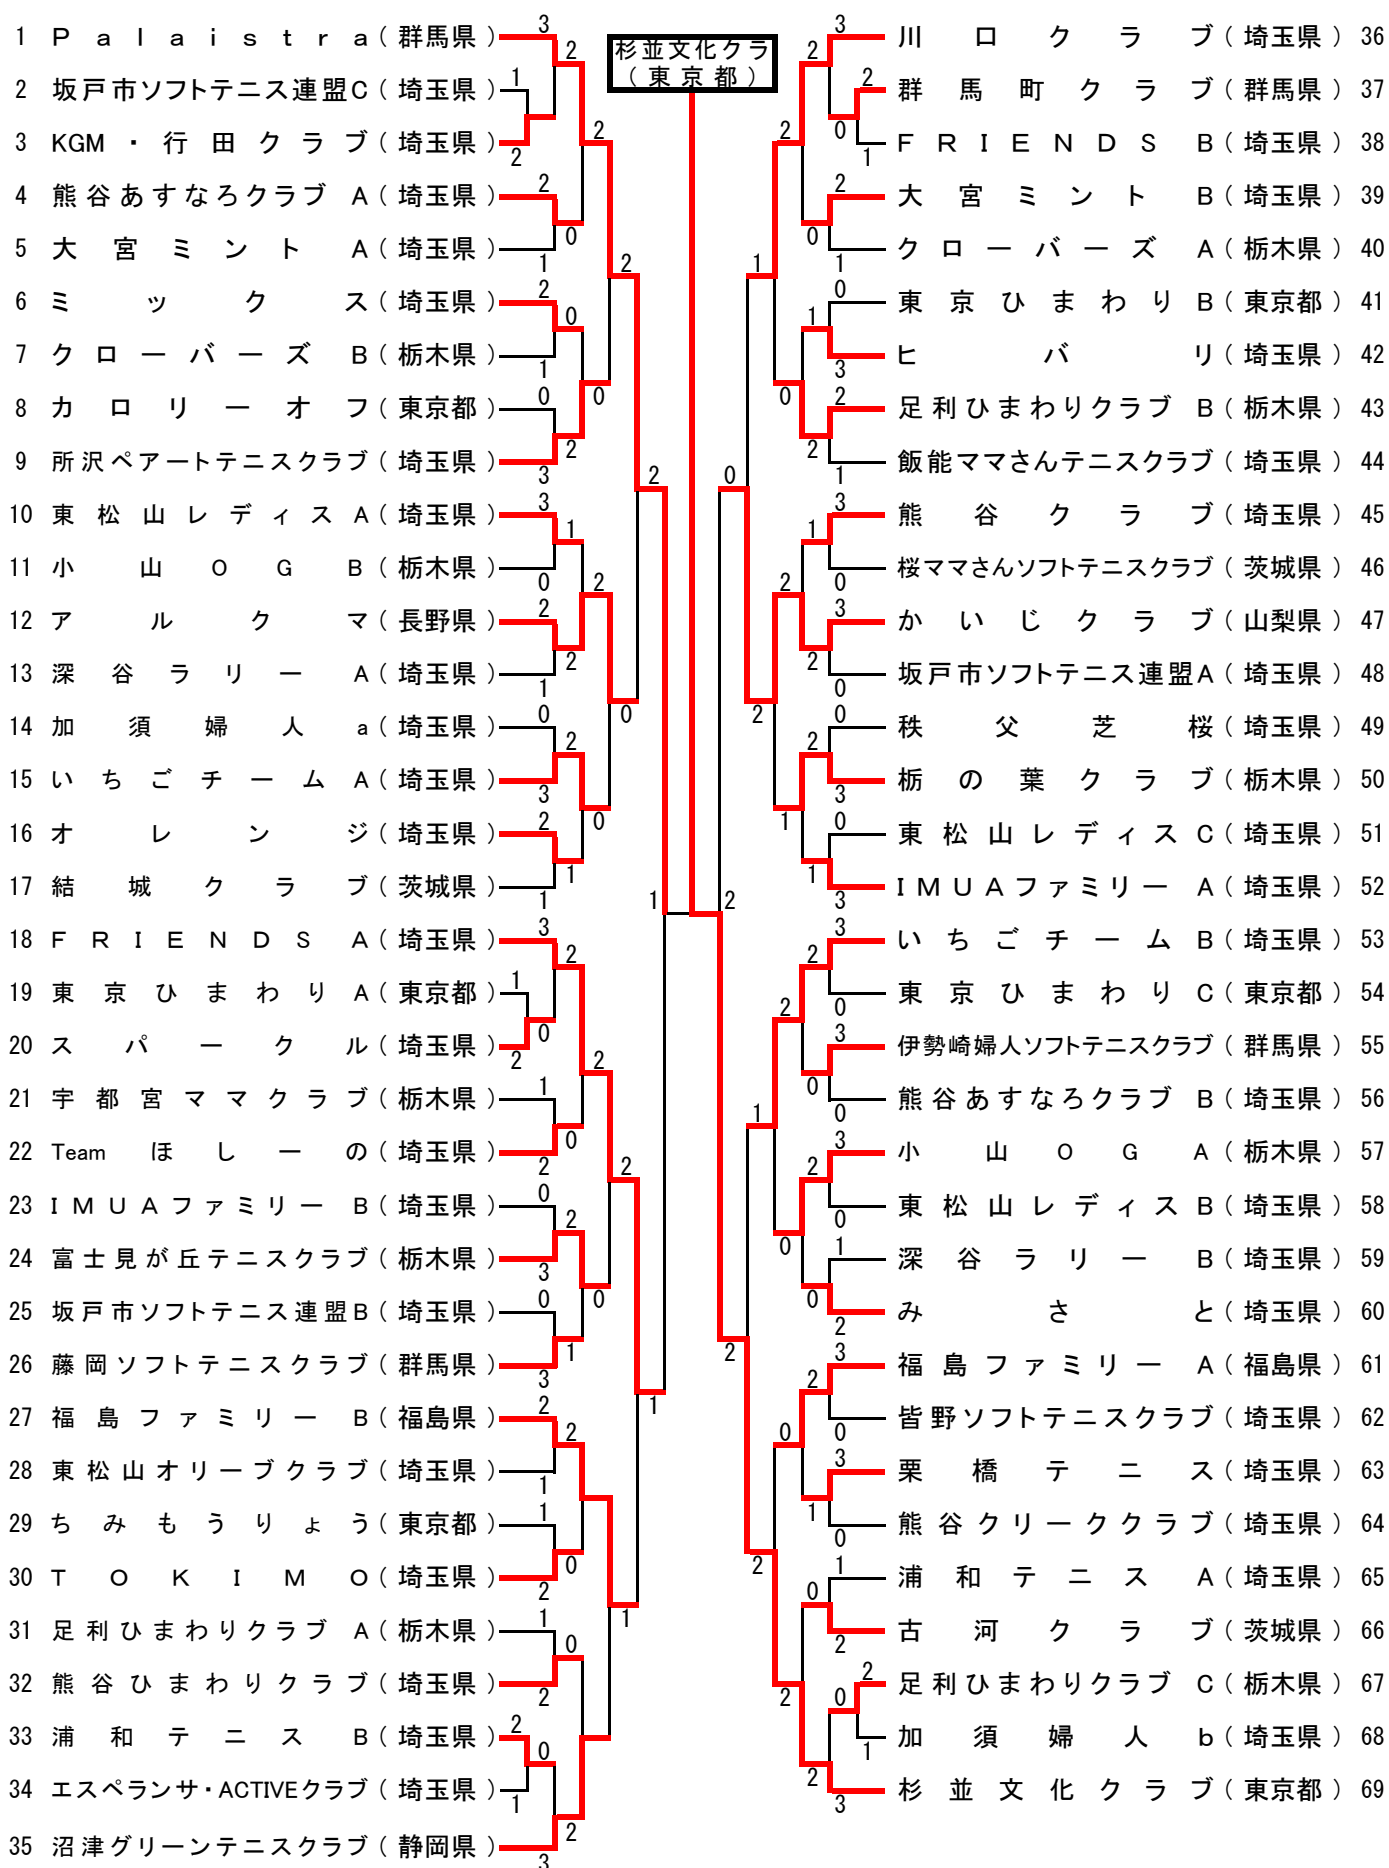 杉並文化クラ
(東京都)
1 Palaistra(群馬県)
2 坂戸市ソフトテニス連盟C(埼玉県)
3 KGM・行田クラブ(埼玉県)
4 熊谷あすなろクラブ A(埼玉県)
5 大宮ミント A(埼玉県)
6 ミックス(埼玉県)
7 クローバーズ B(栃木県)
8 カロリーオフ(東京都)
9 所沢ペアートテニスクラブ(埼玉県)
10 東松山レディスA(埼玉県)
11 小山OG B(栃木県)
12 アルクマ(長野県)
13 深谷ラリー A(埼玉県)
14 加須婦人 a(埼玉県)
15 いちごチームA(埼玉県)
16 オレンジ(埼玉県)
17 結城クラブ(茨城県)
18 FRIENDS A(埼玉県)
19 東京ひまわりA(東京都)
20 スパークル(埼玉県)
21 宇都宮ママクラブ(栃木県)
22 Team ほしーの(埼玉県)
23 IMUAファミリー B(埼玉県)
24 富士見が丘テニスクラブ(栃木県)
25 坂戸市ソフトテニス連盟B(埼玉県)
26 藤岡ソフトテニスクラブ(群馬県)
27 福島ファミリー B(福島県)
28 東松山オリーブクラブ(埼玉県)
29 ちみもうりょう(東京都)
30 TOKIMO(埼玉県)
31 足利ひまわりクラブ A(栃木県)
32 熊谷ひまわりクラブ(埼玉県)
33 浦和テニス B(埼玉県)
34 エスペランサ・ACTIVEクラブ(埼玉県)
35 沼津グリーンテニスクラブ(静岡県)
川口クラブ(埼玉県) 36
群馬町クラブ(群馬県) 37
FRIENDS B(埼玉県) 38
大宮ミント B(埼玉県) 39
クローバーズ A(栃木県) 40
東京ひまわりB(東京都) 41
ヒバリ(埼玉県) 42
足利ひまわりクラブ B(栃木県) 43
飯能ママさんテニスクラブ(埼玉県) 44
熊谷クラブ(埼玉県) 45
桜ママさんソフトテニスクラブ(茨城県) 46
かいじクラブ(山梨県) 47
坂戸市ソフトテニス連盟A(埼玉県) 48
秩父芝桜(埼玉県) 49
栃の葉クラブ(栃木県) 50
東松山レディスC(埼玉県) 51
IMUAファミリー A(埼玉県) 52
いちごチームB(埼玉県) 53
東京ひまわりC(東京都) 54
伊勢崎婦人ソフトテニスクラブ(群馬県) 55
熊谷あすなろクラブ B(埼玉県) 56
小山OG A(栃木県) 57
東松山レディスB(埼玉県) 58
深谷ラリー B(埼玉県) 59
みさと(埼玉県) 60
福島ファミリー A(福島県) 61
皆野ソフトテニスクラブ(埼玉県) 62
栗橋テニス(埼玉県) 63
熊谷クリーククラブ(埼玉県) 64
浦和テニス A(埼玉県) 65
古河クラブ(茨城県) 66
足利ひまわりクラブ C(栃木県) 67
加須婦人 b(埼玉県) 68
杉並文化クラブ(東京都) 69